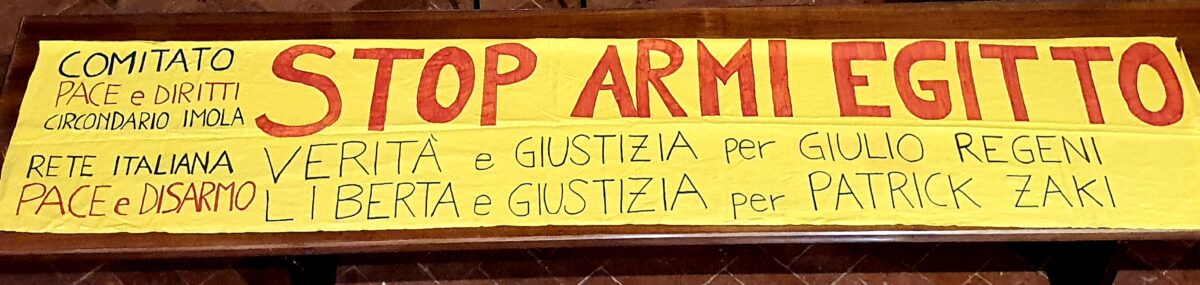 COMITATO
PACE e DIRITTI
CIRCONDARIO IMOLA
RETE ITALIANA
PACE e DISARMO
STOP ARMI EGITTO
VERITÀ e GIUSTIZIA per GIULIO REGENI
LIBERTA e GIUSTIZIA per PATRICK ZAKI